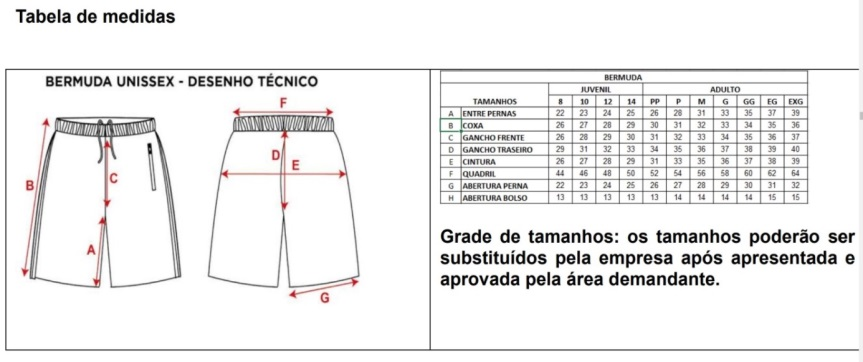 Tabela de medidas
BERMUDA UNISSEX - DESENHO TÉCNICO
F
D
E
C
B
A
G
BERMUDA
JUVENIL ADULTO
TAMANHOS 8 10 12 14 PP P M G GG EG EXG
A ENTRE PERNAS 22 23 24 25 26 28 31 33 35 37 39
B COXA 26 27 28 29 30 31 32 33 34 35 36
C GANCHO FRENTE 26 28 29 30 31 32 33 34 35 36 37
D GANCHO TRASEIRO 29 31 32 33 34 35 36 37 38 39 40
E CINTURA 26 27 28 29 31 33 35 36 37 38 39
F QUADRIL 44 46 48 50 52 54 56 58 60 62 64
G ABERTURA PERNA 22 23 24 25 26 27 28 29 30 31 32
H ABERTURA BOLSO 13 13 13 13 13 14 14 14 14 15 15
Grade de tamanhos: os tamanhos poderão ser
substituídos pela empresa após apresentada e
aprovada pela área demandante.